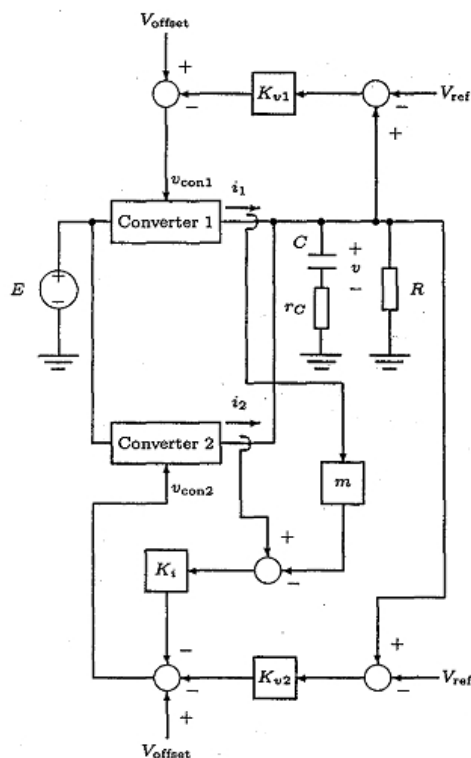 V_offset
+
−
K_v1
−
V_ref
+
v_con1
i_1
Converter 1
C
+
v
−
E
+
−
r_C
R
i_2
Converter 2
v_con2
m
+
−
K_i
−
−
K_v2
+
−
V_ref
+
V_offset